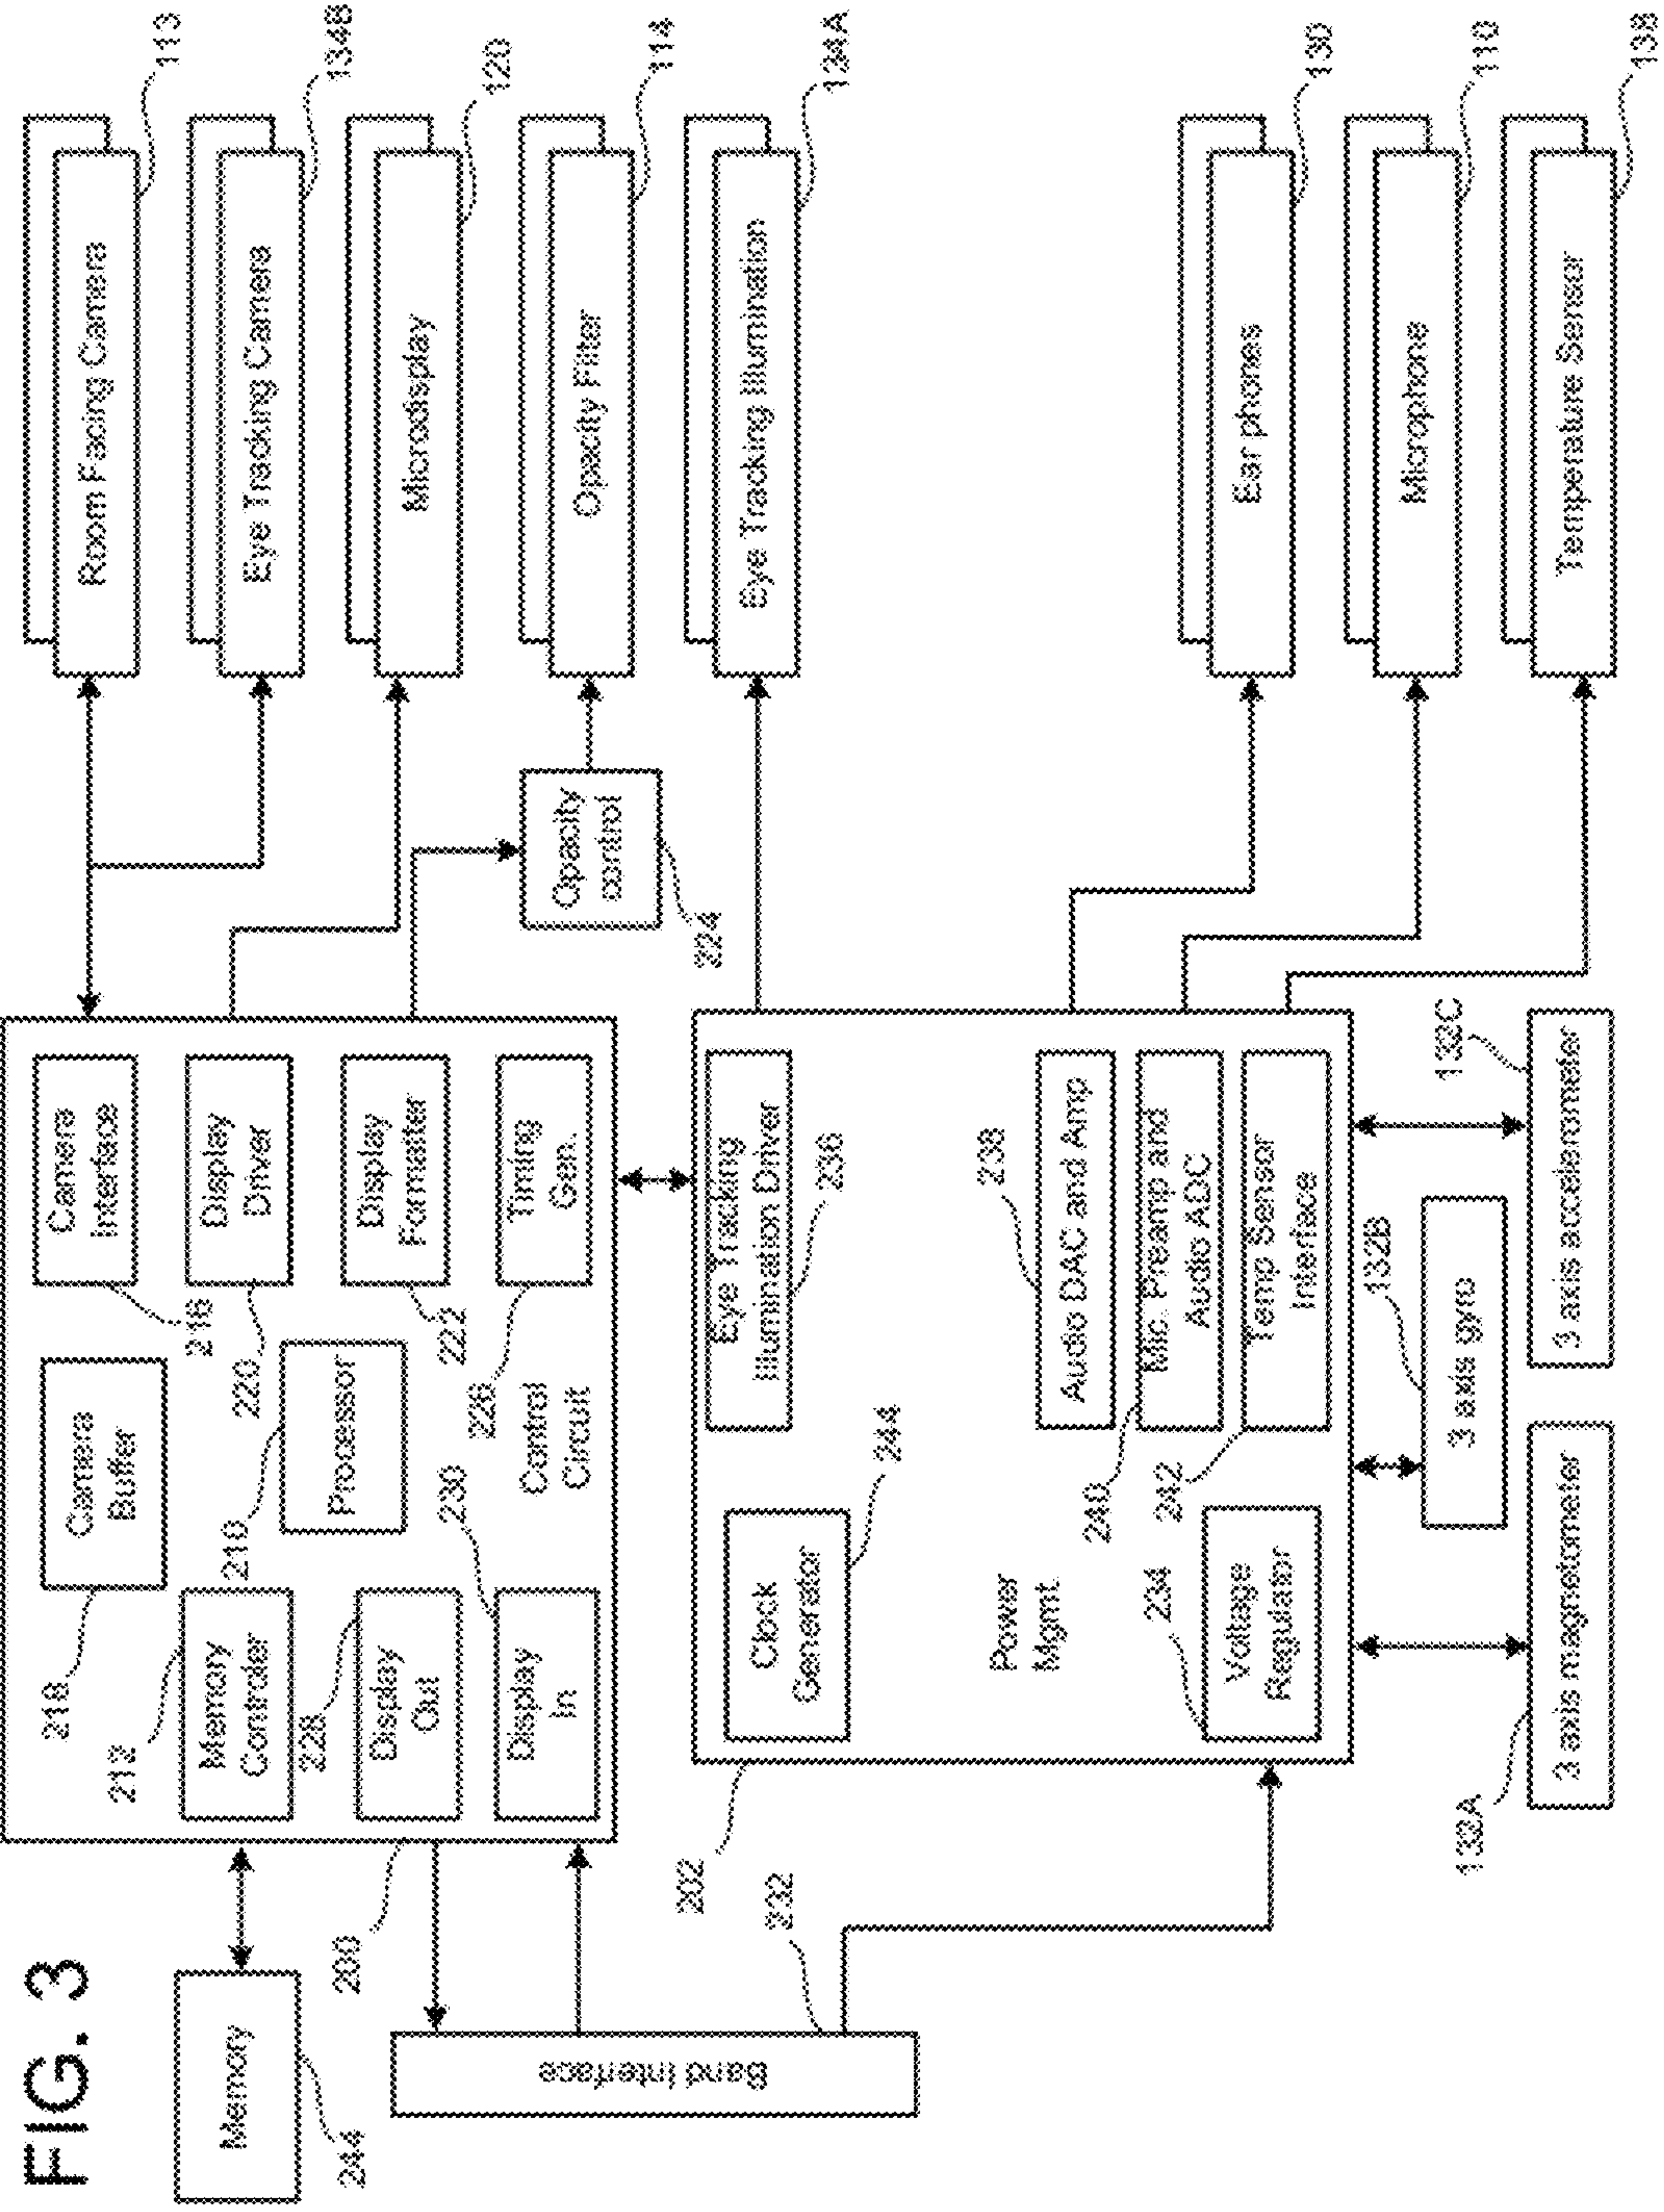 FIG. 3
Memory
244
Band Interface
232
200
Memory
Controler
212
Camera
Buffer
218
Camera
Interface
216
Display
Driver
220
Processor
210
Display
Formatter
222
Display
Out
228
Display
In
230
Timing
Gen.
226
Control
Circuit
Room Facing Camera
113
Eye Tracking Camera
134B
Microdisplay
120
Opacity
control
224
Opacity Filter
114
Eye Tracking Illumination
134A
202
Clock
Generator
244
Eye Tracking
Illumination Driver
236
Power
Mgmt.
Audio DAC and Amp
238
Mic. Preamp and
Audio ADC
240
Temp Sensor
Interface
242
Voltage
Regulator
234
Ear phones
130
Microphone
110
Temperature Sensor
138
3 axis magnetometer
132A
3 axis gyro
132B
3 axis accelerometer
132C